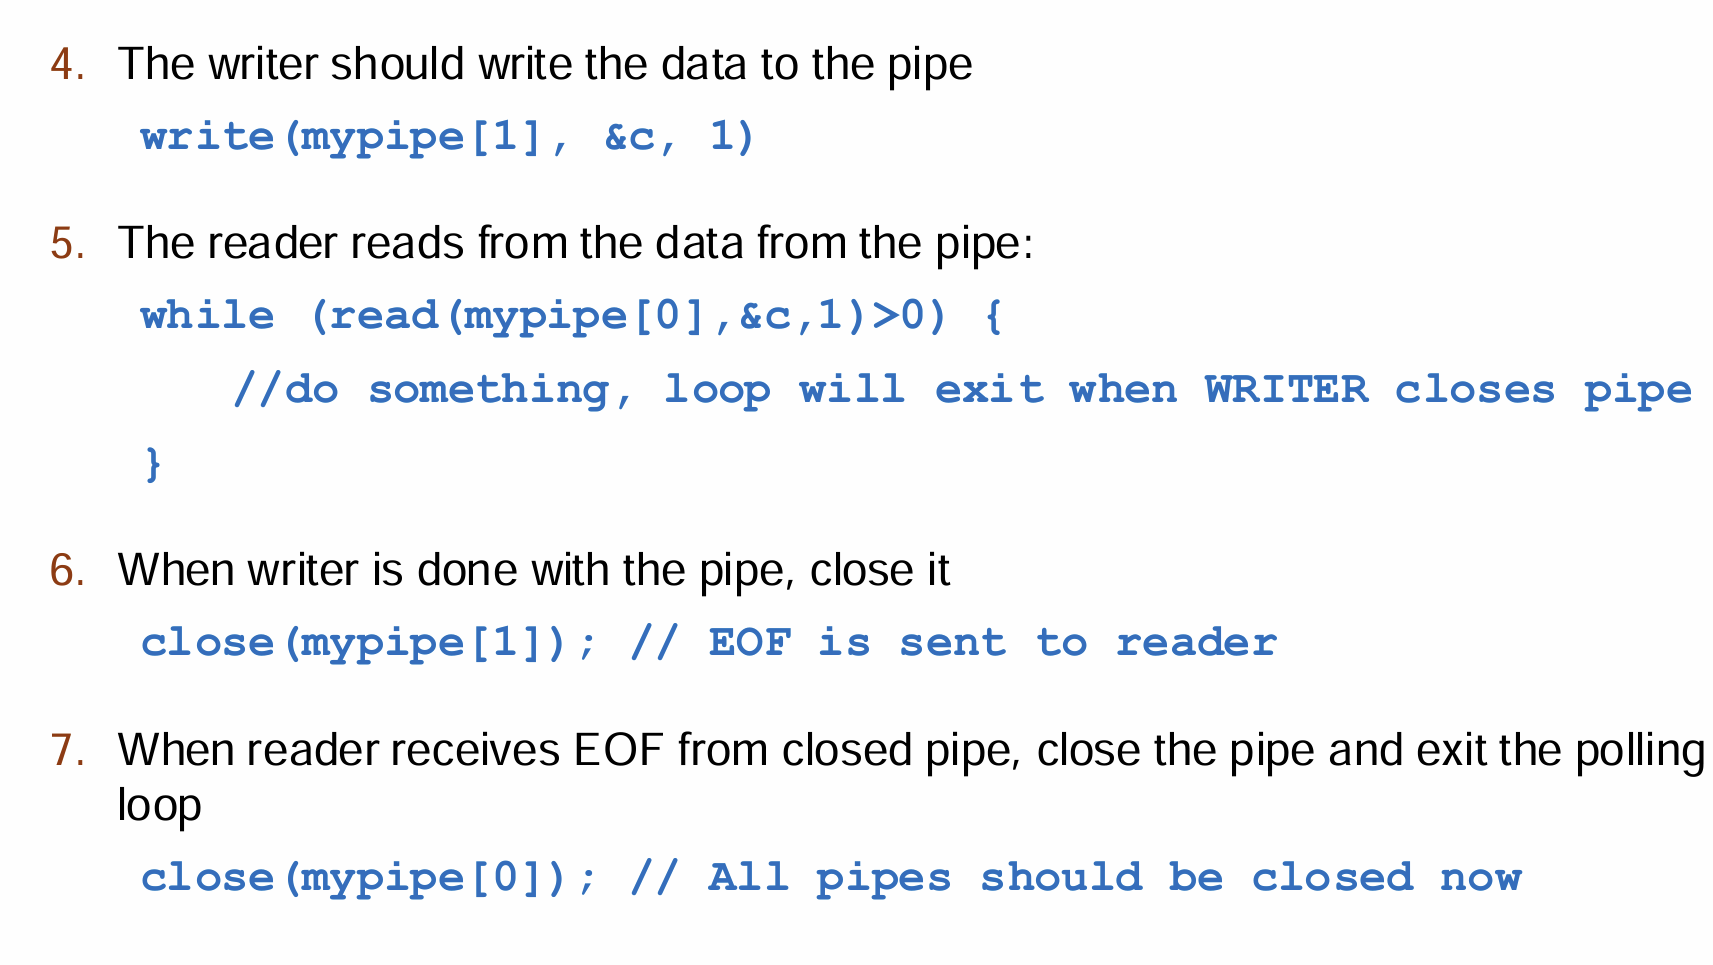 4. The writer should write the data to the pipe
write(mypipe[1], &c, 1)
5. The reader reads from the data from the pipe:
while (read(mypipe[0],&c,1)>0) {
//do something, loop will exit when WRITER closes pipe
}
6. When writer is done with the pipe, close it
close(mypipe[1]); // EOF is sent to reader
7. When reader receives EOF from closed pipe, close the pipe and exit the polling
loop
close(mypipe[0]); // All pipes should be closed now